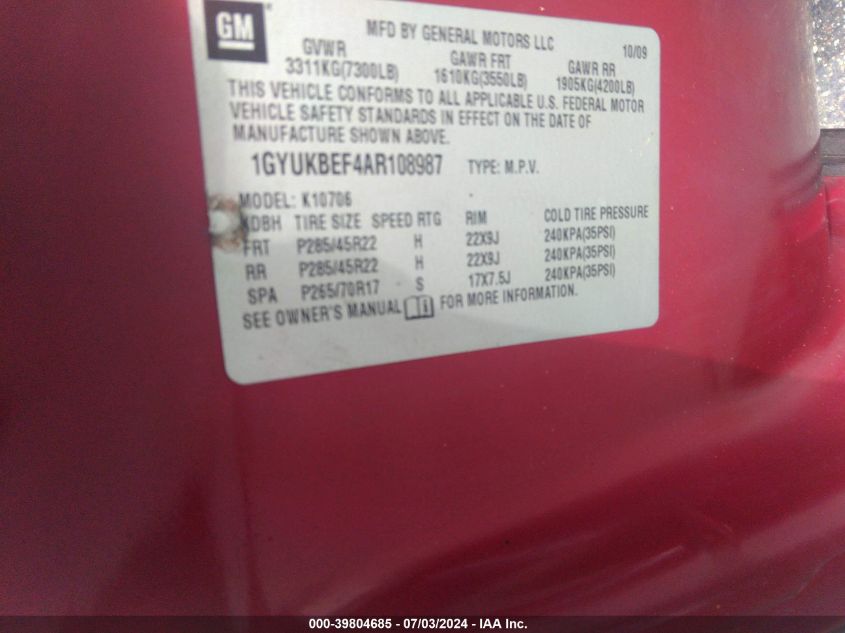 GM
MFD BY GENERAL MOTORS LLC
10/09
GVWR GAWR FRT GAWR RR
3311KG(7300LB) 1610KG(3550LB) 1905KG(4200LB)
THIS VEHICLE CONFORMS TO ALL APPLICABLE U.S. FEDERAL MOTOR
VEHICLE SAFETY STANDARDS IN EFFECT ON THE DATE OF
MANUFACTURE SHOWN ABOVE.
1GYUKBEF4AR108987 TYPE: M.P.V.
MODEL: K10706
KDBH TIRE SIZE SPEED RTG RIM COLD TIRE PRESSURE
FRT P285/45R22 H 22X9J 240KPA(35PSI)
RR P285/45R22 H 22X9J 240KPA(35PSI)
SPA P265/70R17 S 17X7.5J 240KPA(35PSI)
SEE OWNER'S MANUAL FOR MORE INFORMATION.
000-39804685 - 07/03/2024 - IAA Inc.